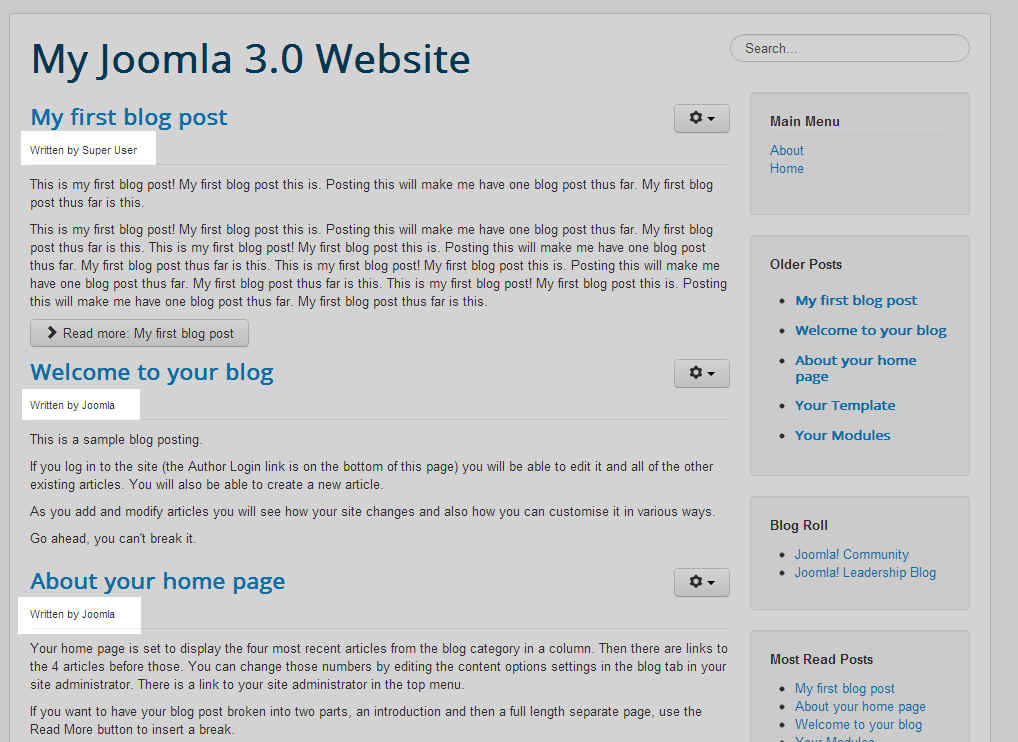 My Joomla 3.0 Website
Search...
My first blog post
Written by Super User
This is my first blog post! My first blog post this is. Posting this will make me have one blog post thus far. My first blog
post thus far is this.
This is my first blog post! My first blog post this is. Posting this will make me have one blog post thus far. My first blog
post thus far is this. This is my first blog post! My first blog post this is. Posting this will make me have one blog post
thus far. My first blog post thus far is this. This is my first blog post! My first blog post this is. Posting this will make me
have one blog post thus far. My first blog post thus far is this. This is my first blog post! My first blog post this is. Posting
this will make me have one blog post thus far. My first blog post thus far is this.
Read more: My first blog post
Welcome to your blog
Written by Joomla
This is a sample blog posting.
If you log in to the site (the Author Login link is on the bottom of this page) you will be able to edit it and all of the other
existing articles. You will also be able to create a new article.
As you add and modify articles you will see how your site changes and also how you can customise it in various ways.
Go ahead, you can't break it.
About your home page
Written by Joomla
Your home page is set to display the four most recent articles from the blog category in a column. Then there are links to
the 4 articles before those. You can change those numbers by editing the content options settings in the blog tab in your
site administrator. There is a link to your site administrator in the top menu.
If you want to have your blog post broken into two parts, an introduction and then a full length separate page, use the
Read More button to insert a break.
Main Menu
About
Home
Older Posts
My first blog post
Welcome to your blog
About your home
page
Your Template
Your Modules
Blog Roll
Joomla! Community
Joomla! Leadership Blog
Most Read Posts
My first blog post
About your home page
Welcome to your blog
Your Modules